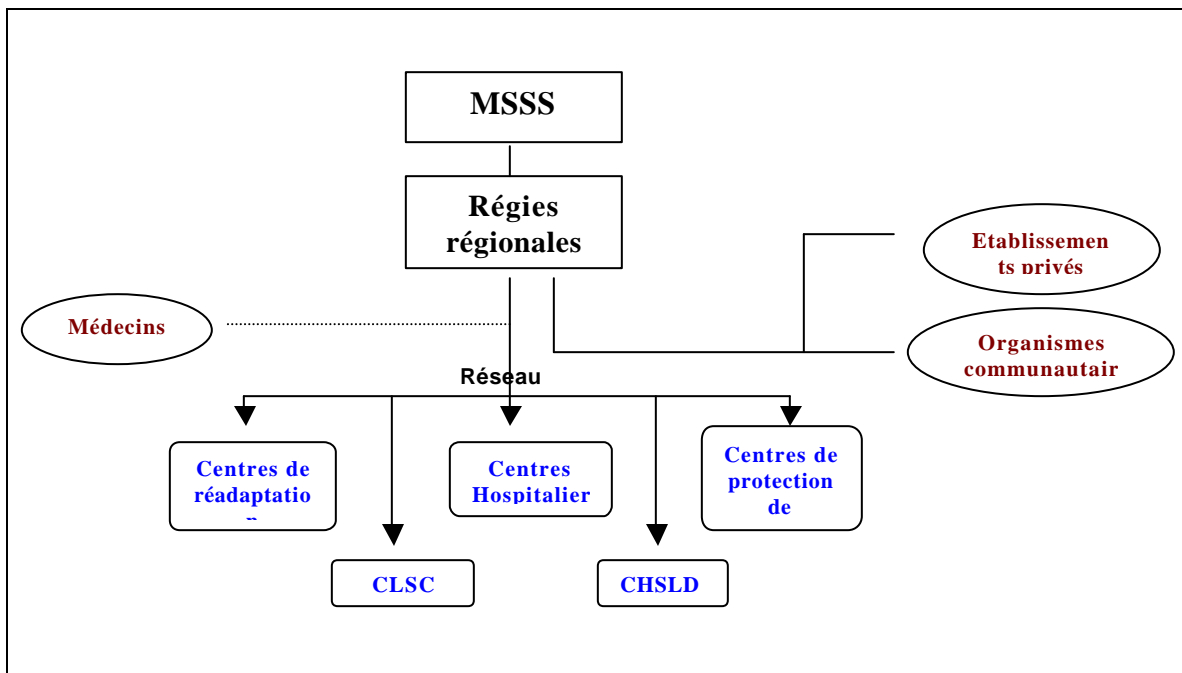 MSSS
Régies
régionales
Etablissemen
ts privés
Médecins
Organismes
communautair
Réseau
Centres de
réadaptatio
n
Centres
Hospitalier
Centres de
protection
de
CLSC
CHSLD